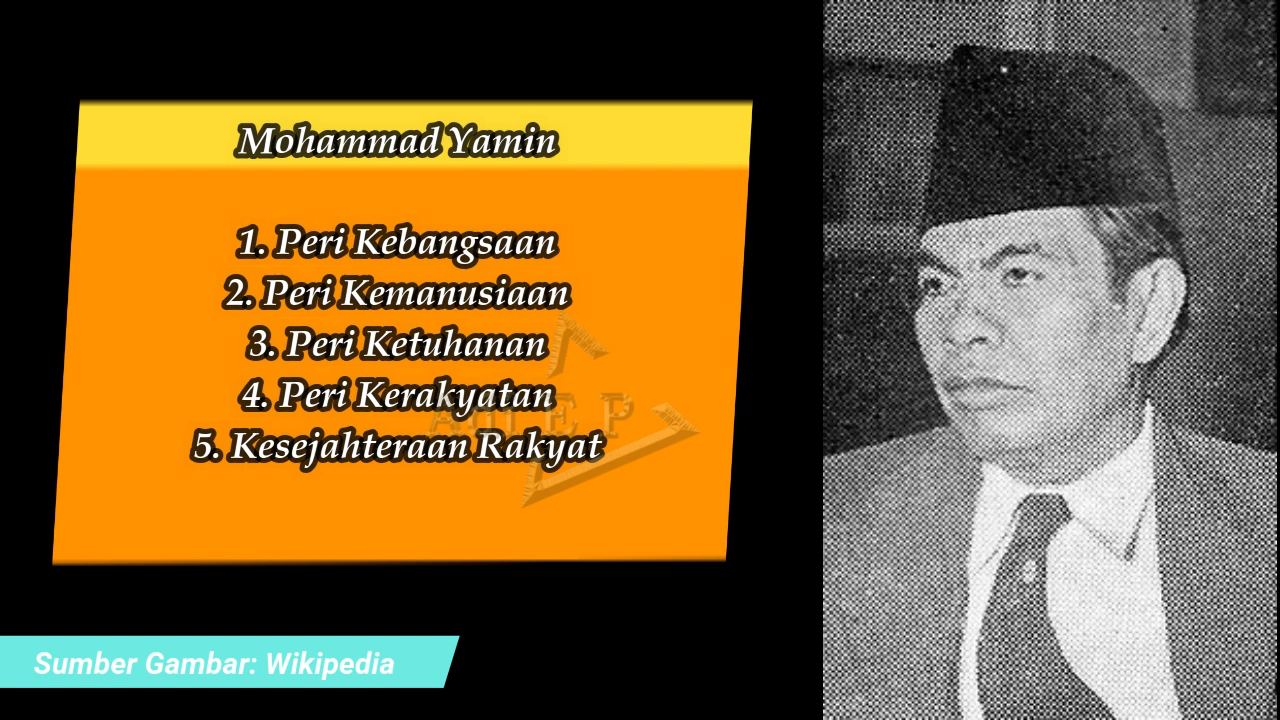 Mohammad Yamin
1. Peri Kebangsaan
2. Peri Kemanusiaan
3. Peri Ketuhanan
4. Peri Kerakyatan
5. Kesejahteraan Rakyat
Sumber Gambar: Wikipedia